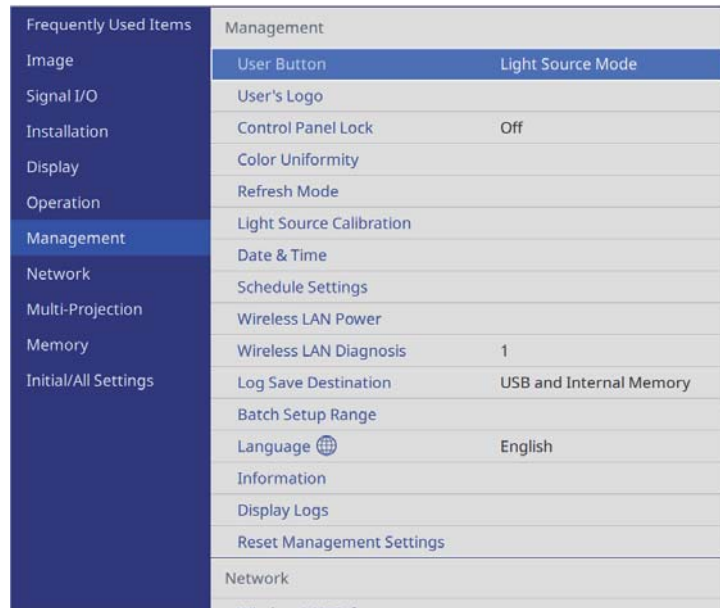 Frequently Used Items
Image
Signal I/O
Installation
Display
Operation
Management
Network
Multi-Projection
Memory
Initial/All Settings
Management
User Button Light Source Mode
User's Logo
Control Panel Lock Off
Color Uniformity
Refresh Mode
Light Source Calibration
Date & Time
Schedule Settings
Wireless LAN Power
Wireless LAN Diagnosis 1
Log Save Destination USB and Internal Memory
Batch Setup Range
Language English
Information
Display Logs
Reset Management Settings
Network